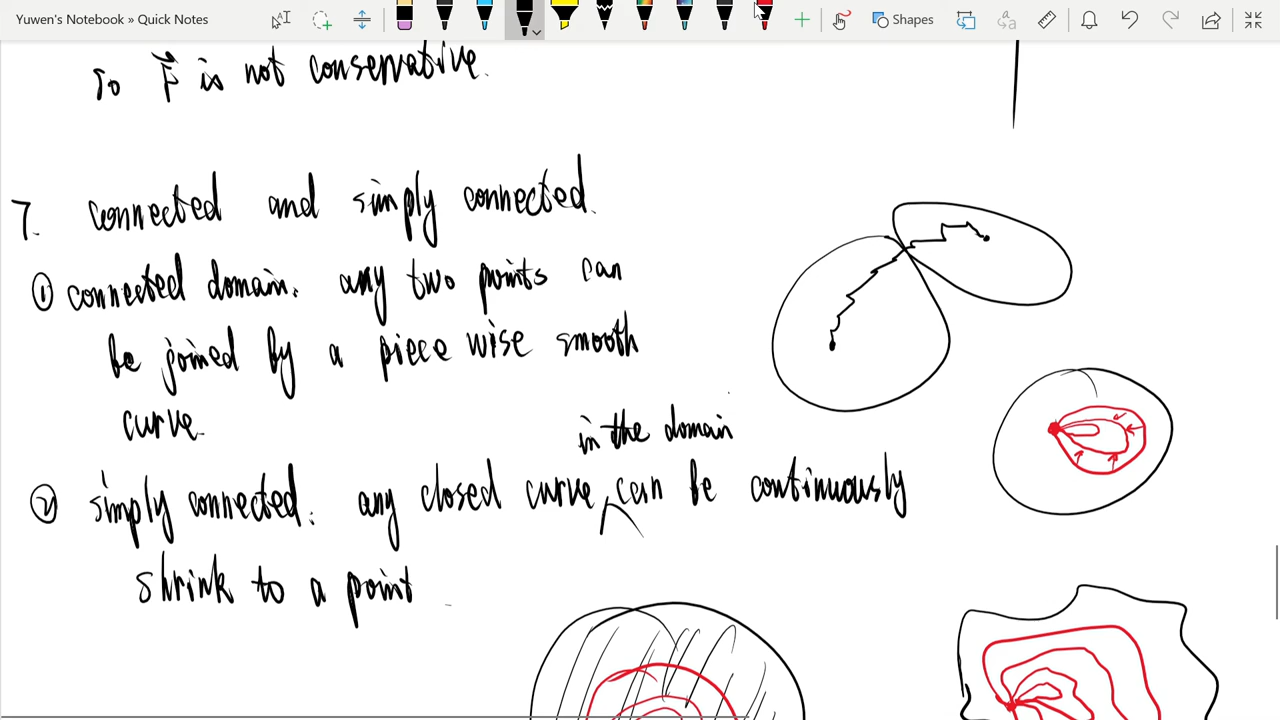 Yuwen's Notebook » Quick Notes
Shapes
So F⃗ is not conservative.
7. connected and simply connected.
① connected domain: any two points can
be joined by a piece wise smooth
curve.
in the domain
② simply connected: any closed curve can be continuously
shrink to a point